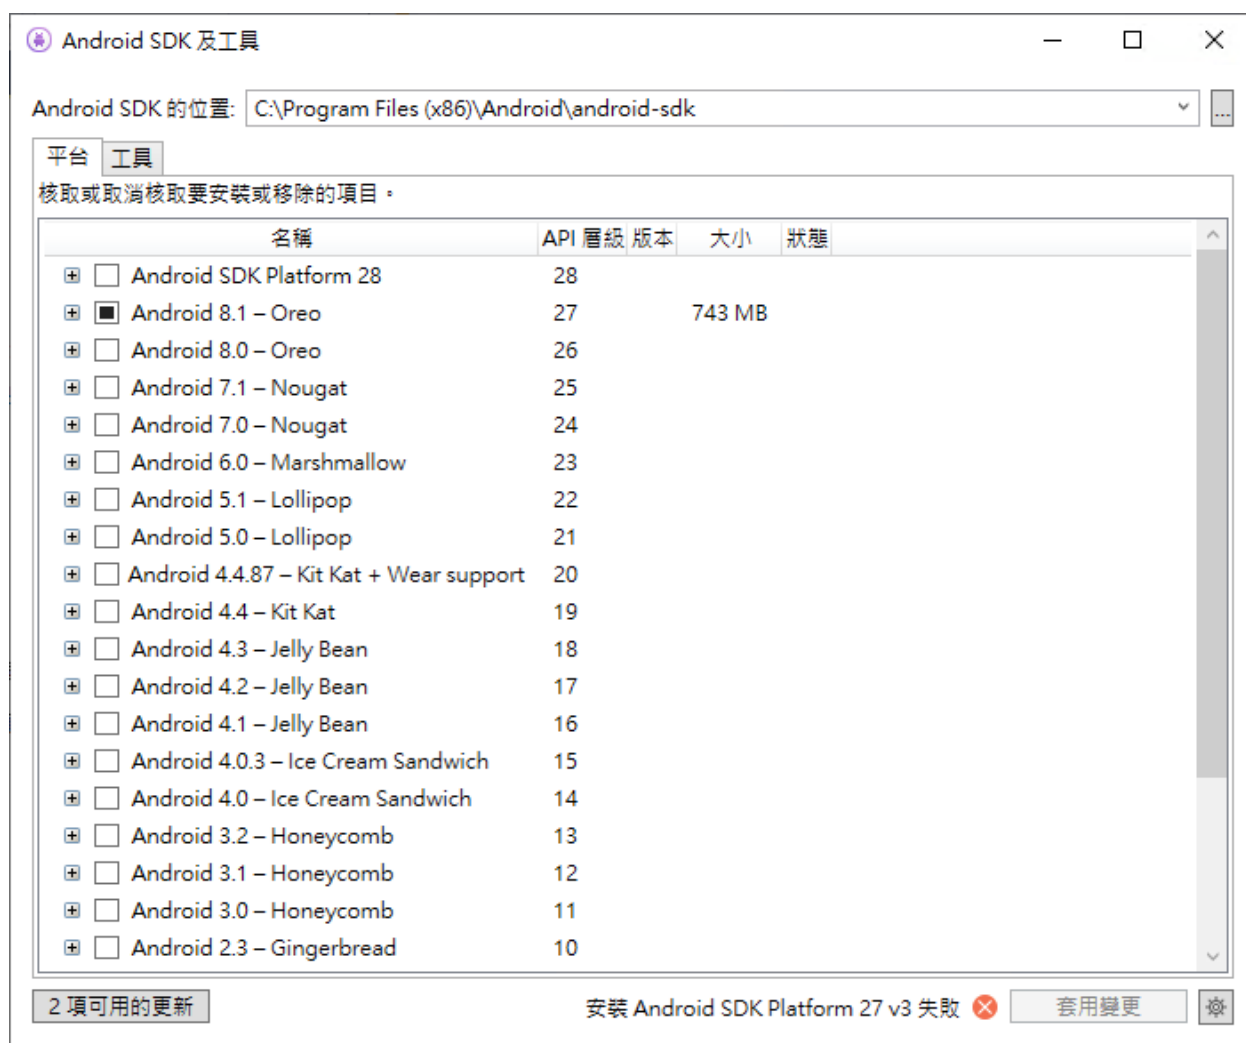 Android SDK 及工具
Android SDK 的位置: C:\Program Files (x86)\Android\android-sdk ...
平台 工具
核取或取消核取要安裝或移除的項目。
名稱 API 層級 版本 大小 狀態
Android SDK Platform 28 28
Android 8.1 – Oreo 27 743 MB
Android 8.0 – Oreo 26
Android 7.1 – Nougat 25
Android 7.0 – Nougat 24
Android 6.0 – Marshmallow 23
Android 5.1 – Lollipop 22
Android 5.0 – Lollipop 21
Android 4.4.87 – Kit Kat + Wear support 20
Android 4.4 – Kit Kat 19
Android 4.3 – Jelly Bean 18
Android 4.2 – Jelly Bean 17
Android 4.1 – Jelly Bean 16
Android 4.0.3 – Ice Cream Sandwich 15
Android 4.0 – Ice Cream Sandwich 14
Android 3.2 – Honeycomb 13
Android 3.1 – Honeycomb 12
Android 3.0 – Honeycomb 11
Android 2.3 – Gingerbread 10
2 項可用的更新 安裝 Android SDK Platform 27 v3 失敗 套用變更